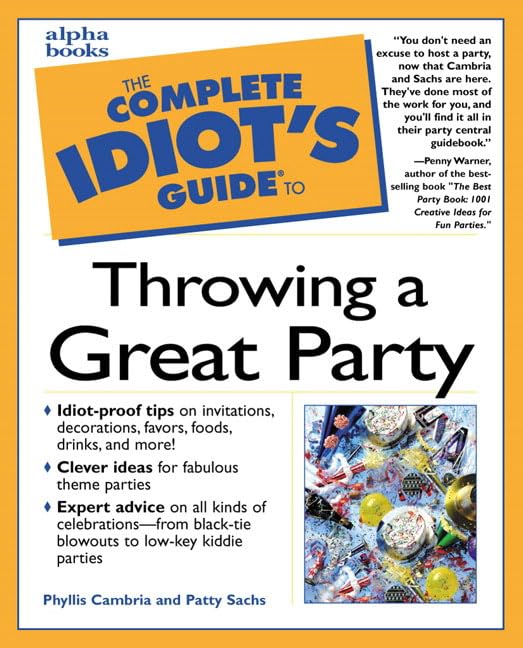 alpha
books
THE
COMPLETE
IDIOT'S
GUIDE® TO
“You don't need an
excuse to host a party,
now that Cambria
and Sachs are here.
They've done most
of the work for you, and
you'll find it all in
their party central
guidebook.”
—Penny Warner,
author of the best-
selling book "The Best
Party Book: 1001
Creative Ideas for
Fun Parties."
Throwing a
Great Party
♦ Idiot-proof tips on invitations,
decorations, favors, foods,
drinks, and more!
♦ Clever ideas for fabulous
theme parties
♦ Expert advice on all kinds of
celebrations—from black-tie
blowouts to low-key kiddie
parties
Phyllis Cambria and Patty Sachs